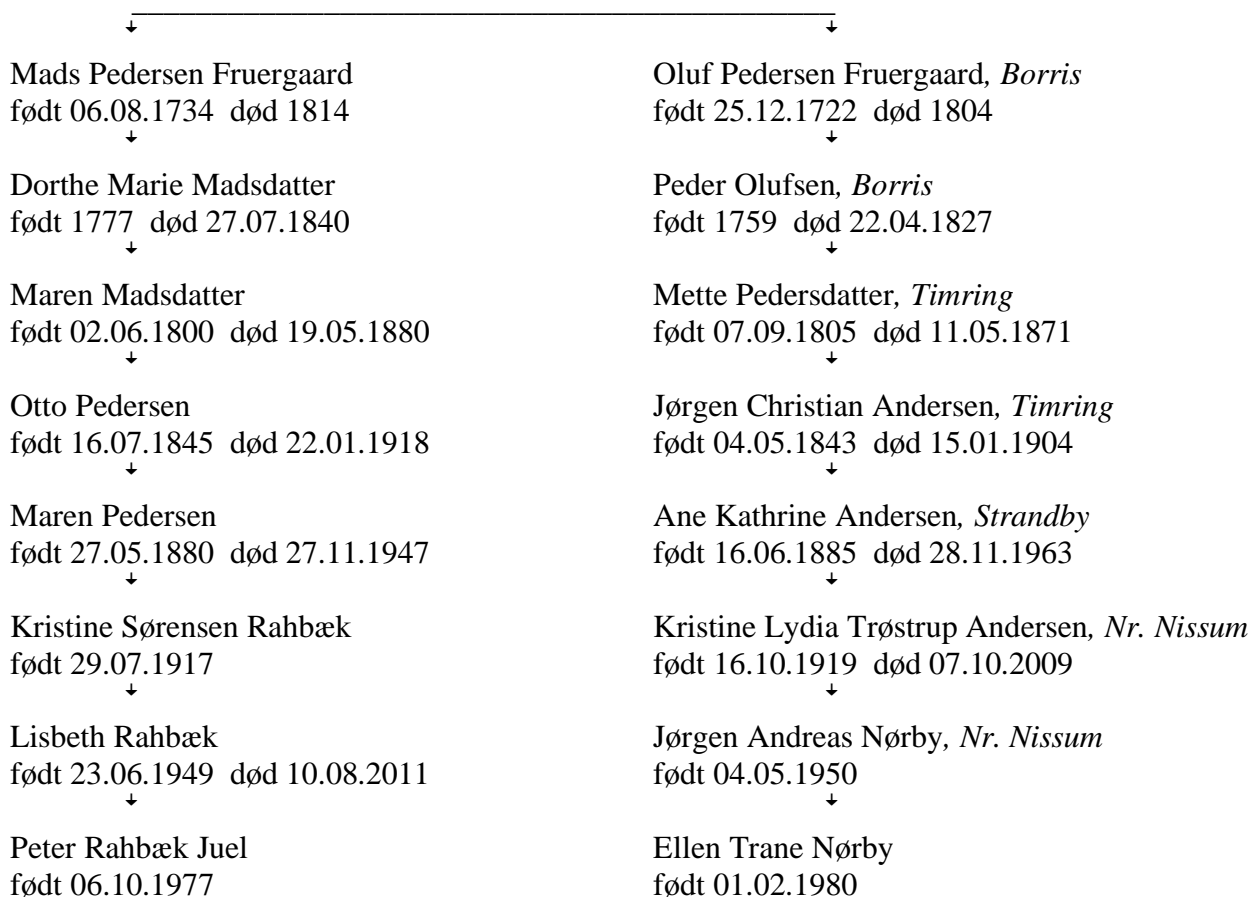 Mads Pedersen Fruergaard
født 06.08.1734 død 1814
Dorthe Marie Madsdatter
født 1777 død 27.07.1840
Maren Madsdatter
født 02.06.1800 død 19.05.1880
Otto Pedersen
født 16.07.1845 død 22.01.1918
Maren Pedersen
født 27.05.1880 død 27.11.1947
Kristine Sørensen Rahbæk
født 29.07.1917
Lisbeth Rahbæk
født 23.06.1949 død 10.08.2011
Peter Rahbæk Juel
født 06.10.1977
Oluf Pedersen Fruergaard, Borris
født 25.12.1722 død 1804
Peder Olufsen, Borris
født 1759 død 22.04.1827
Mette Pedersdatter, Timring
født 07.09.1805 død 11.05.1871
Jørgen Christian Andersen, Timring
født 04.05.1843 død 15.01.1904
Ane Kathrine Andersen, Strandby
født 16.06.1885 død 28.11.1963
Kristine Lydia Trøstrup Andersen, Nr. Nissum
født 16.10.1919 død 07.10.2009
Jørgen Andreas Nørby, Nr. Nissum
født 04.05.1950
Ellen Trane Nørby
født 01.02.1980